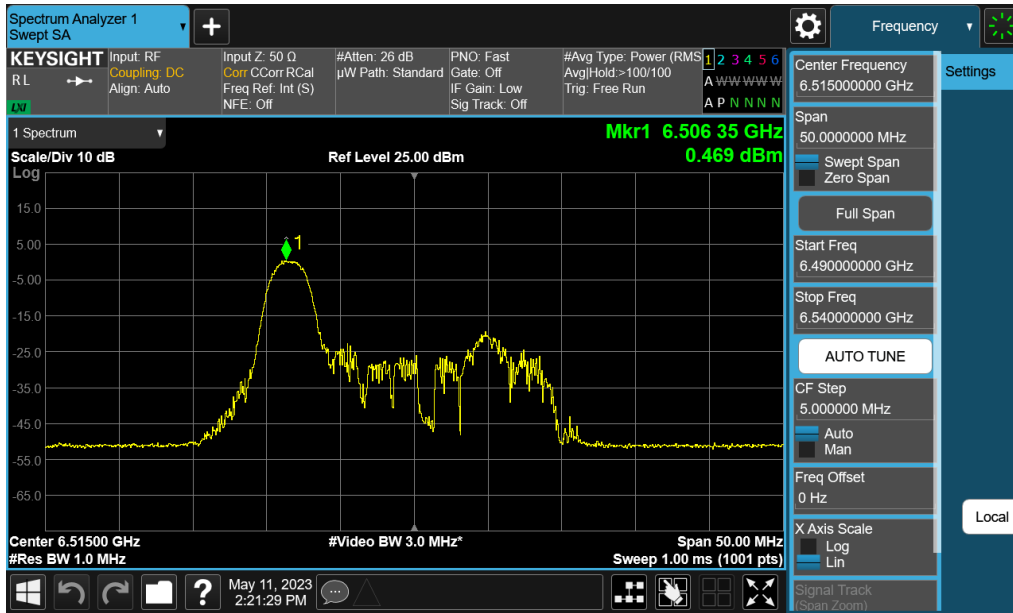 Spectrum Analyzer 1
Swept SA
+
Frequency
KEYSIGHT
RL
LXI
Input: RF
Coupling: DC
Align: Auto
Input Z: 50 Ω
Corr CCorr RCal
Freq Ref: Int (S)
NFE: Off
#Atten: 26 dB
µW Path: Standard
PNO: Fast
Gate: Off
IF Gain: Low
Sig Track: Off
#Avg Type: Power (RMS
Avg|Hold:>100/100
Trig: Free Run
1 2 3 4 5 6
A W W W W W
A P N N N N
1 Spectrum
Scale/Div 10 dB
Log
Ref Level 25.00 dBm
Mkr1 6.506 35 GHz
0.469 dBm
15.0
5.00
-5.00
-15.0
-25.0
-35.0
-45.0
-55.0
-65.0
1
Center 6.51500 GHz
#Res BW 1.0 MHz
#Video BW 3.0 MHz*
Span 50.00 MHz
Sweep 1.00 ms (1001 pts)
Center Frequency
6.515000000 GHz
Span
50.0000000 MHz
Swept Span
Zero Span
Full Span
Start Freq
6.490000000 GHz
Stop Freq
6.540000000 GHz
AUTO TUNE
CF Step
5.000000 MHz
Auto
Man
Freq Offset
0 Hz
X Axis Scale
Log
Lin
Signal Track
(Span Zoom)
Settings
Local
?
May 11, 2023
2:21:29 PM